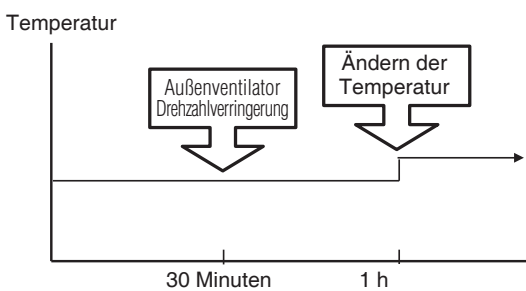 Temperatur
Außenventilator
Drehzahlverringerung
Ändern der
Temperatur
30 Minuten
1 h